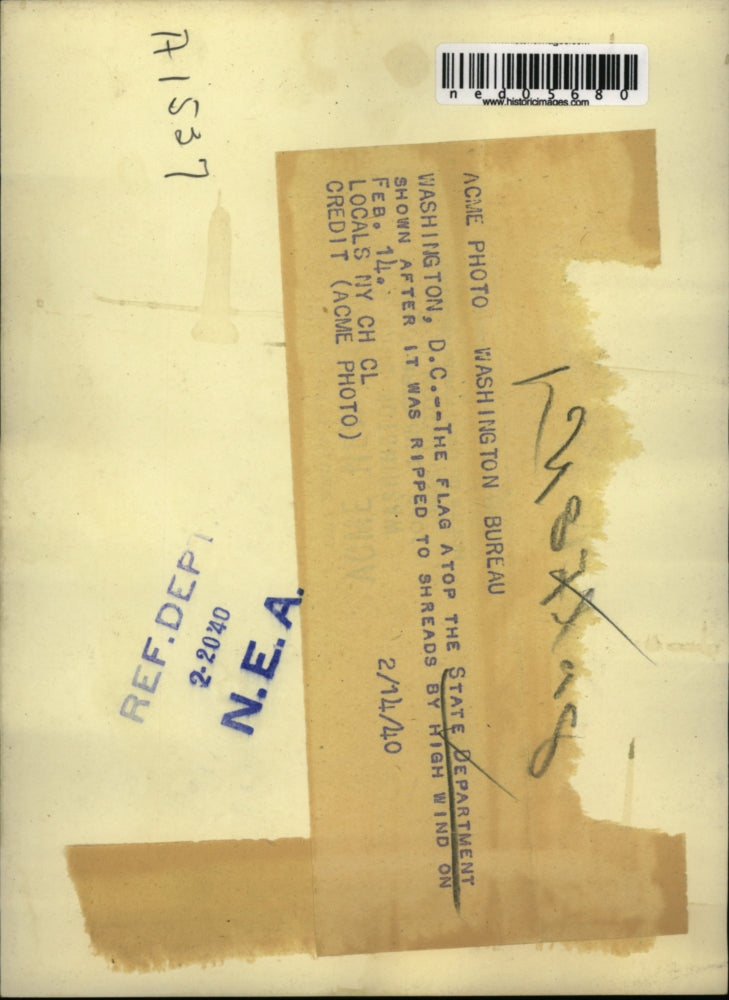 ned05680
www.historicimages.com
A1537
ACME PHOTO WASHINGTON BUREAU
WASHINGTON, D.C.--THE FLAG ATOP THE STATE DEPARTMENT
SHOWN AFTER IT WAS RIPPED TO SHREADS BY HIGH WIND ON
FEB. 14.
LOCALS NY CH CL
CREDIT (ACME PHOTO)
2/14/40
REF. DEPT
2-20 40
N.E.A.